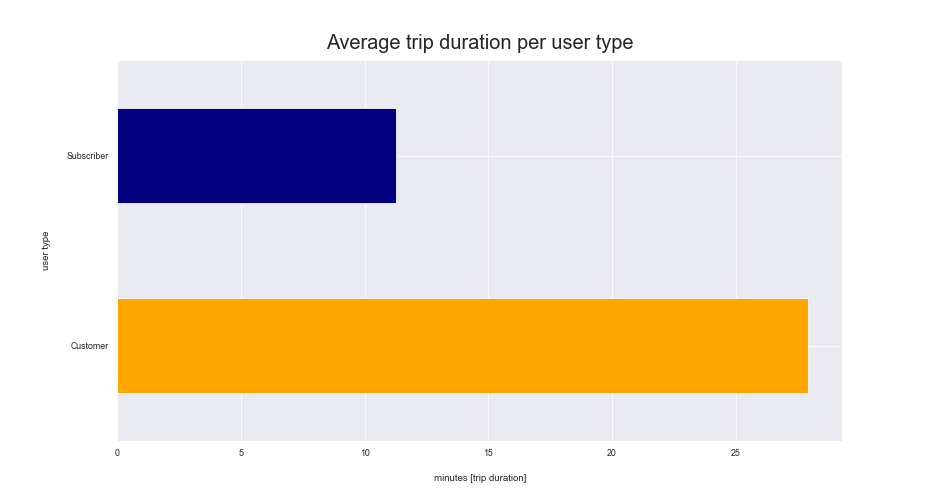 Average trip duration per user type
Subscriber
user type
Customer
0 5 10 15 20 25
minutes [trip duration]